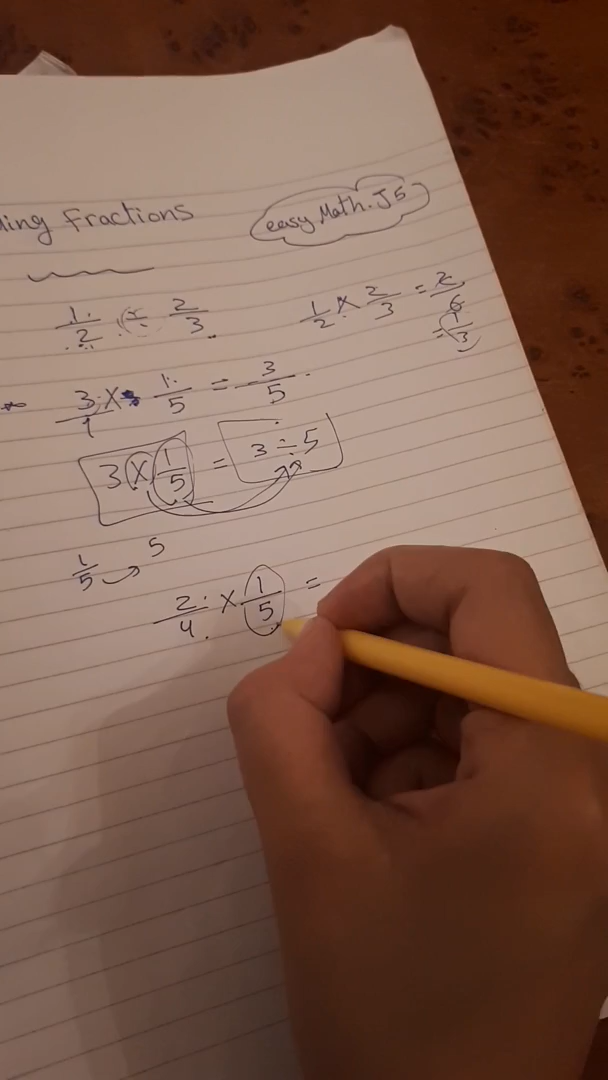 Fractions
easy Math.J5
1/2 ÷ 2/3
1/2 × 2/3 = 2/6
= 1/3
3/1 × 1/5 = 3/5
3 × 1/5 = 3 ÷ 5
1/5 → 5
2/4 × 1/5 =